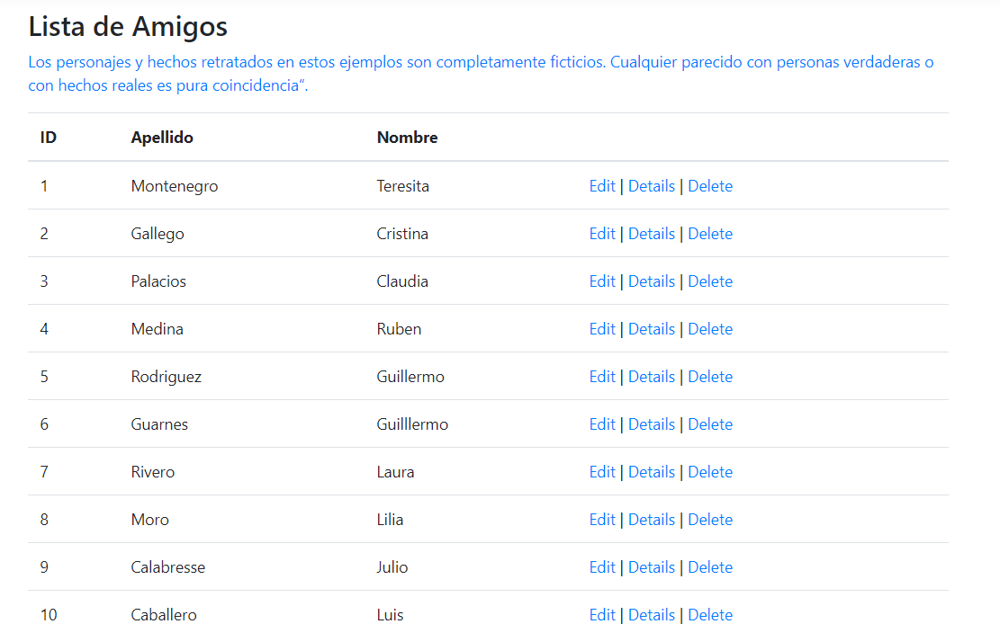 Lista de Amigos
Los personajes y hechos retratados en estos ejemplos son completamente ficticios. Cualquier parecido con personas verdaderas o
con hechos reales es pura coincidencia”.
ID Apellido Nombre
1 Montenegro Teresita Edit | Details | Delete
2 Gallego Cristina Edit | Details | Delete
3 Palacios Claudia Edit | Details | Delete
4 Medina Ruben Edit | Details | Delete
5 Rodriguez Guillermo Edit | Details | Delete
6 Guarnes Guilllermo Edit | Details | Delete
7 Rivero Laura Edit | Details | Delete
8 Moro Lilia Edit | Details | Delete
9 Calabresse Julio Edit | Details | Delete
10 Caballero Luis Edit | Details | Delete